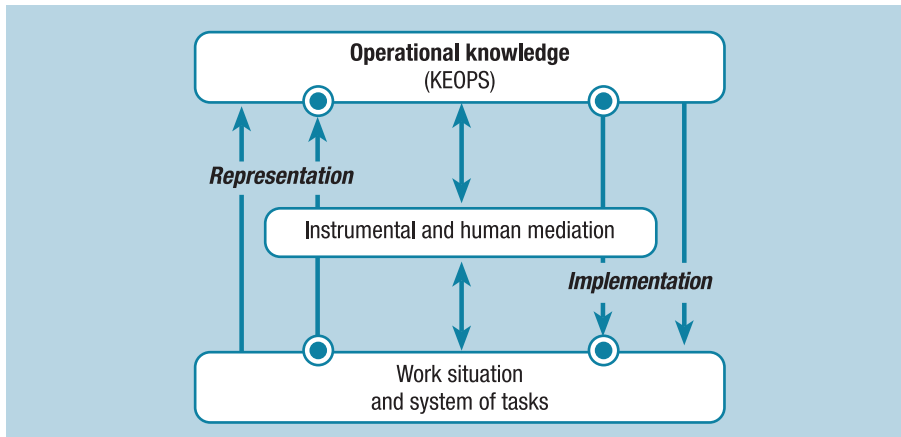 Operational knowledge
(KEOPS)
Representation
Instrumental and human mediation
Implementation
Work situation
and system of tasks